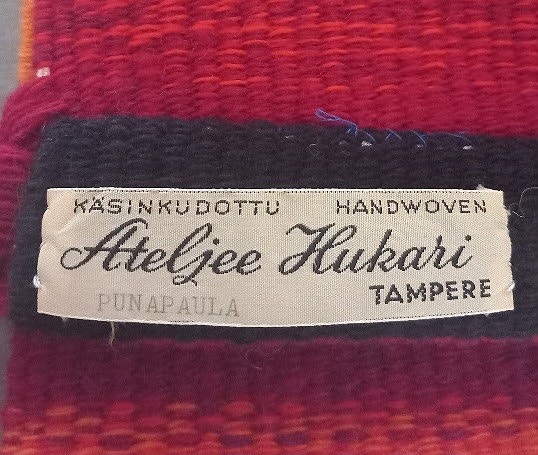 KÄSINKUDOTTU HANDWOVEN
Ateljee Hukari
TAMPERE
PUNAPAULA